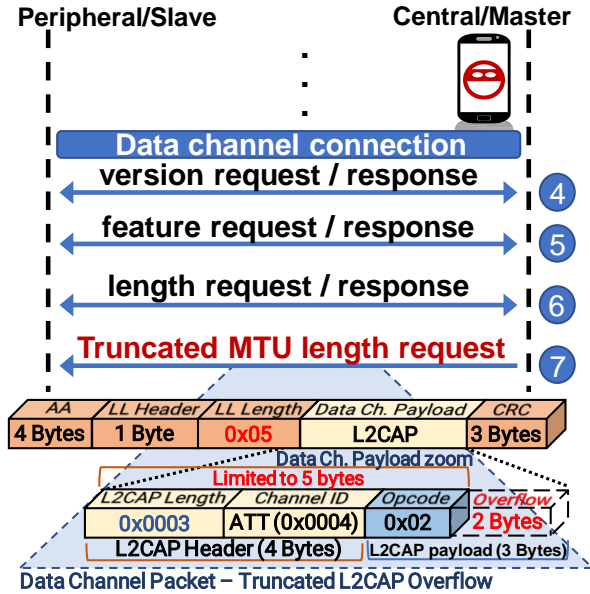 Peripheral/Slave Central/Master
Data channel connection
version request / response 4
feature request / response 5
length request / response 6
Truncated MTU length request 7
AA LL Header LL Length Data Ch. Payload CRC
4 Bytes 1 Byte 0x05 L2CAP 3 Bytes
Data Ch. Payload zoom
Limited to 5 bytes
L2CAP Length Channel ID Opcode Overflow
0x0003 ATT (0x0004) 0x02 2 Bytes
L2CAP Header (4 Bytes) L2CAP payload (3 Bytes)
Data Channel Packet – Truncated L2CAP Overflow